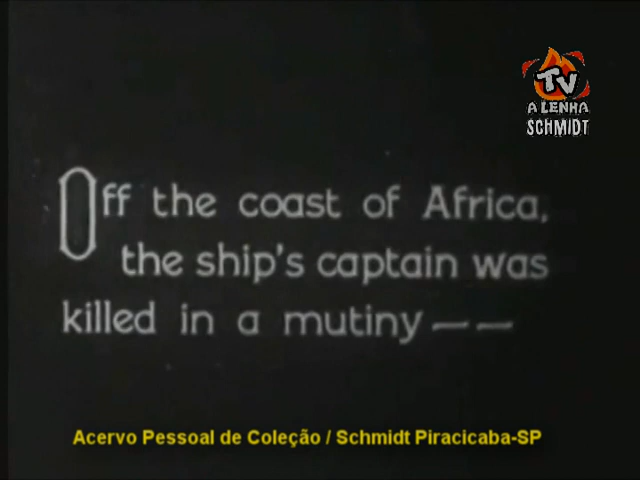 TV
A LENHA
SCHMIDT
Off the coast of Africa,
the ship's captain was
killed in a mutiny — —
Acervo Pessoal de Coleção / Schmidt Piracicaba-SP